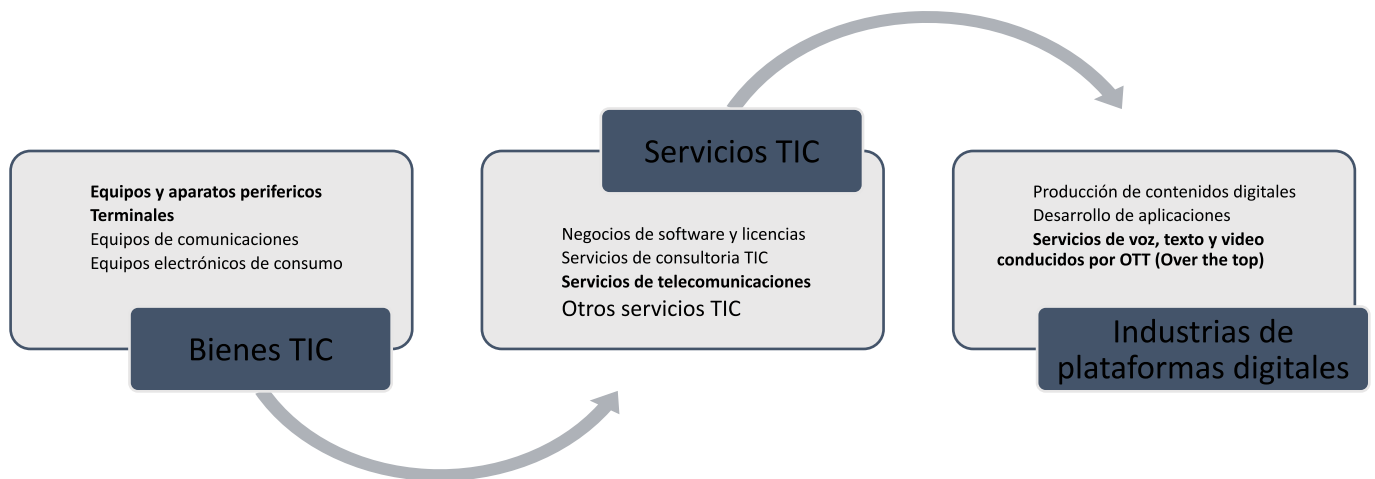 Equipos y aparatos perifericos
Terminales
Equipos de comunicaciones
Equipos electrónicos de consumo
Bienes TIC
Servicios TIC
Negocios de software y licencias
Servicios de consultoria TIC
Servicios de telecomunicaciones
Otros servicios TIC
Producción de contenidos digitales
Desarrollo de aplicaciones
Servicios de voz, texto y video
conducidos por OTT (Over the top)
Industrias de
plataformas digitales